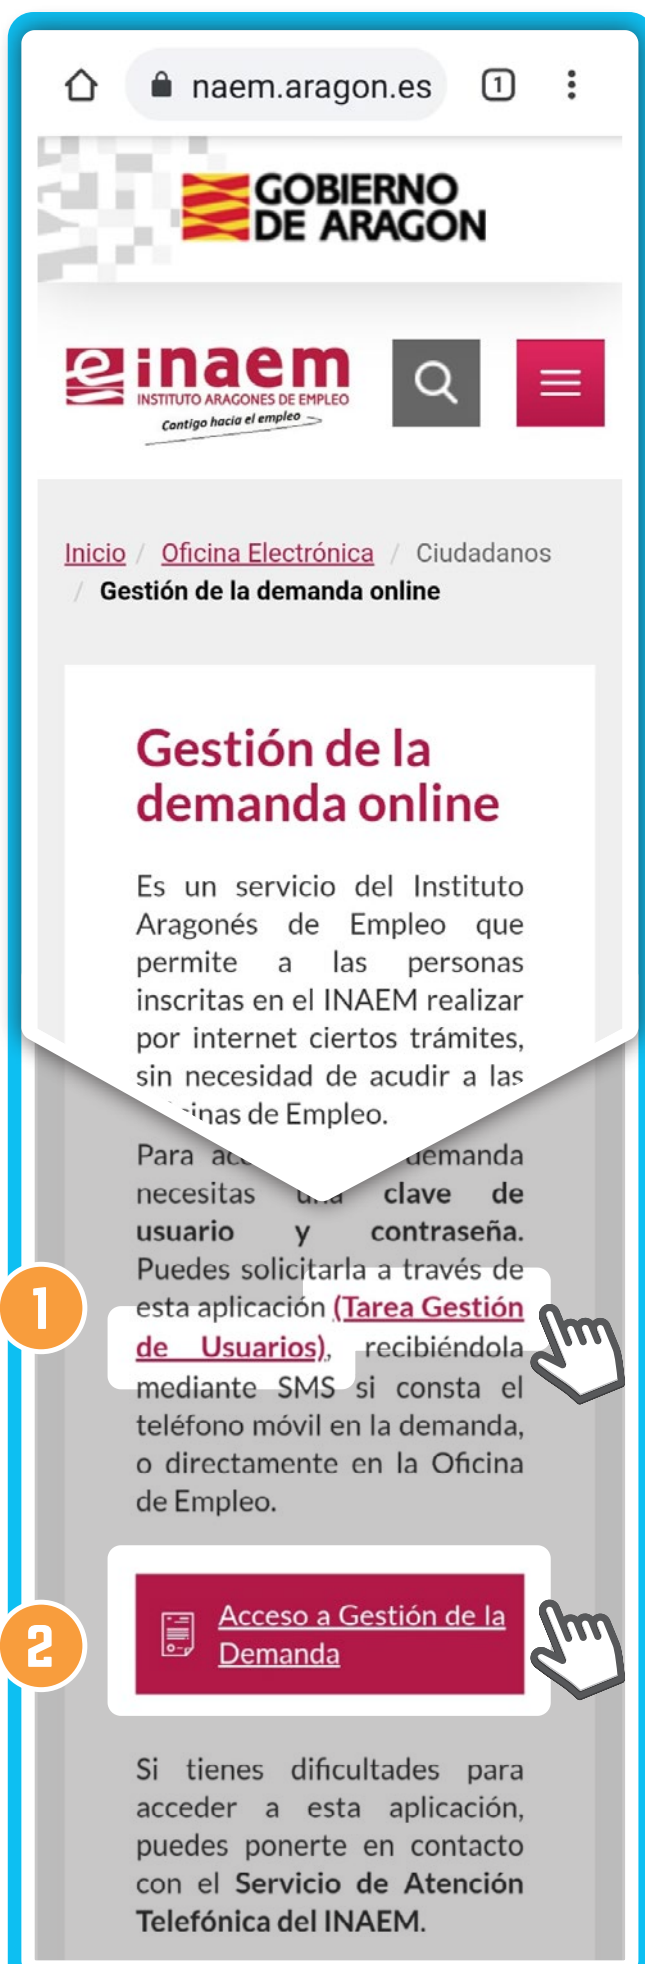 naem.aragon.es
1
GOBIERNO
DE ARAGON
e inaem
INSTITUTO ARAGONES DE EMPLEO
Contigo hacia el empleo
Inicio / Oficina Electrónica / Ciudadanos
/ Gestión de la demanda online
Gestión de la
demanda online
Es un servicio del Instituto
Aragonés de Empleo que
permite a las personas
inscritas en el INAEM realizar
por internet ciertos trámites,
sin necesidad de acudir a las
de Empleo.
Para demanda
necesitas una clave de
usuario y contraseña.
Puedes solicitarla a través de
1
esta aplicación (Tarea Gestión
de Usuarios), recibiéndola
mediante SMS si consta el
teléfono móvil en la demanda,
o directamente en la Oficina
de Empleo.
2
Acceso a Gestión de la
Demanda
Si tienes dificultades para
acceder a esta aplicación,
puedes ponerte en contacto
con el Servicio de Atención
Telefónica del INAEM.